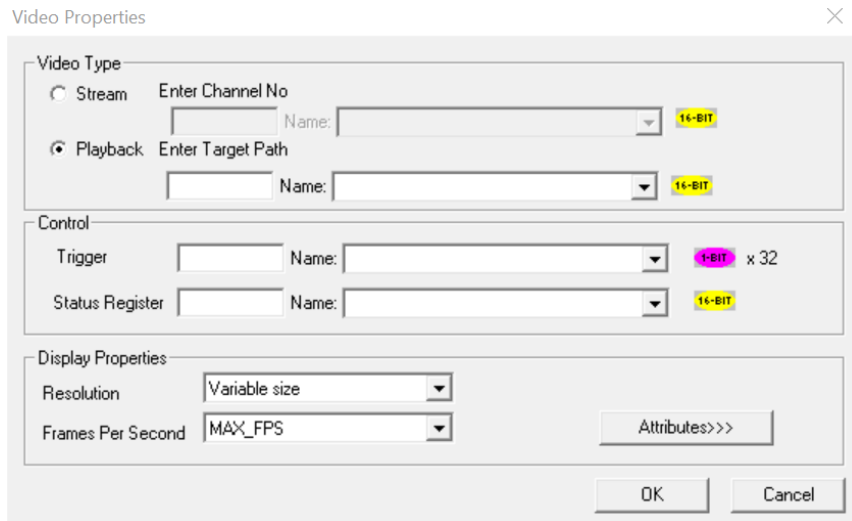 Video Properties
Video Type
Stream Enter Channel No
Name: 16-BIT
Playback Enter Target Path
Name: 16-BIT
Control
Trigger Name: 1-BIT x 32
Status Register Name: 16-BIT
Display Properties
Resolution Variable size
Frames Per Second MAX_FPS Attributes>>>
OK Cancel